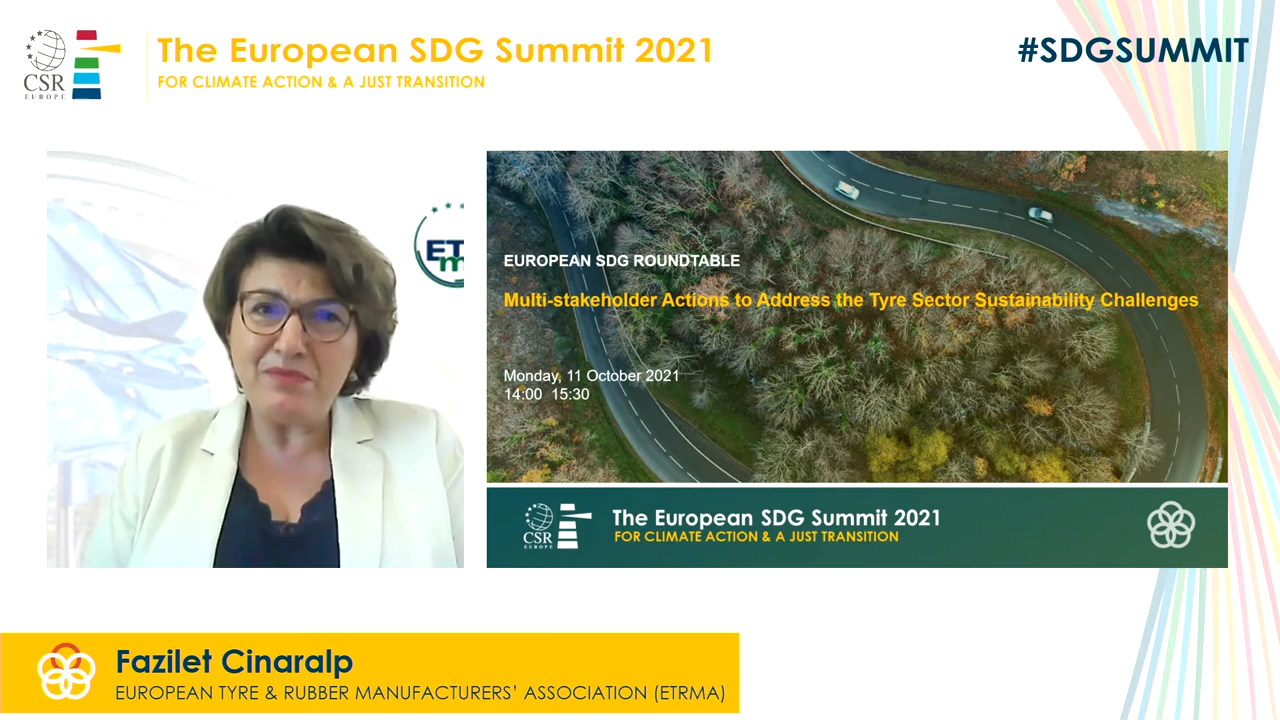 CSR
EUROPE
The European SDG Summit 2021
FOR CLIMATE ACTION & A JUST TRANSITION
#SDGSUMMIT
ET
m
EUROPEAN SDG ROUNDTABLE
Multi-stakeholder Actions to Address the Tyre Sector Sustainability Challenges
Monday, 11 October 2021
14:00 15:30
CSR
EUROPE
The European SDG Summit 2021
FOR CLIMATE ACTION & A JUST TRANSITION
Fazilet Cinaralp
EUROPEAN TYRE & RUBBER MANUFACTURERS’ ASSOCIATION (ETRMA)